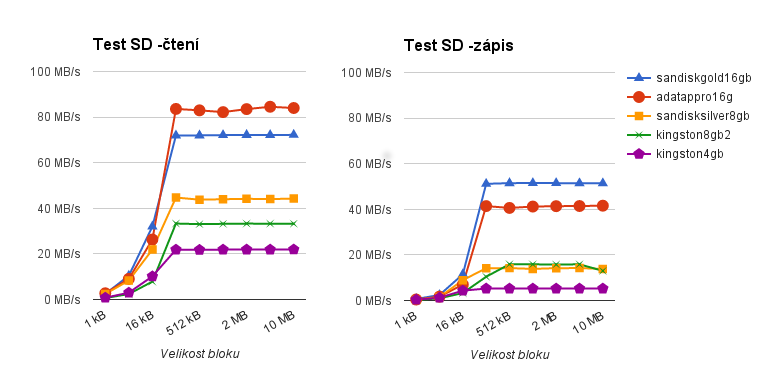 Test SD -čtení
100 MB/s
80 MB/s
60 MB/s
40 MB/s
20 MB/s
0 MB/s
1 kB
16 kB
512 kB
2 MB
10 MB
Velikost bloku
Test SD -zápis
100 MB/s
80 MB/s
60 MB/s
40 MB/s
20 MB/s
0 MB/s
1 kB
16 kB
512 kB
2 MB
10 MB
Velikost bloku
sandiskgold16gb
adatappro16g
sandisksilver8gb
kingston8gb2
kingston4gb